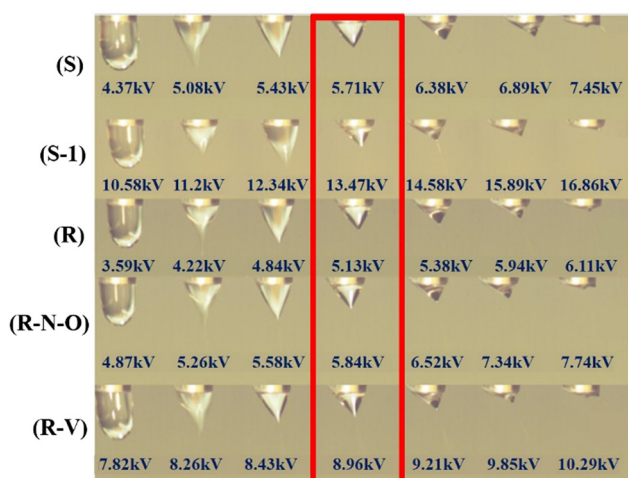 (S)
4.37kV 5.08kV 5.43kV 5.71kV 6.38kV 6.89kV 7.45kV
(S-1)
10.58kV 11.2kV 12.34kV 13.47kV 14.58kV 15.89kV 16.86kV
(R)
3.59kV 4.22kV 4.84kV 5.13kV 5.38kV 5.94kV 6.11kV
(R-N-O)
4.87kV 5.26kV 5.58kV 5.84kV 6.52kV 7.34kV 7.74kV
(R-V)
7.82kV 8.26kV 8.43kV 8.96kV 9.21kV 9.85kV 10.29kV